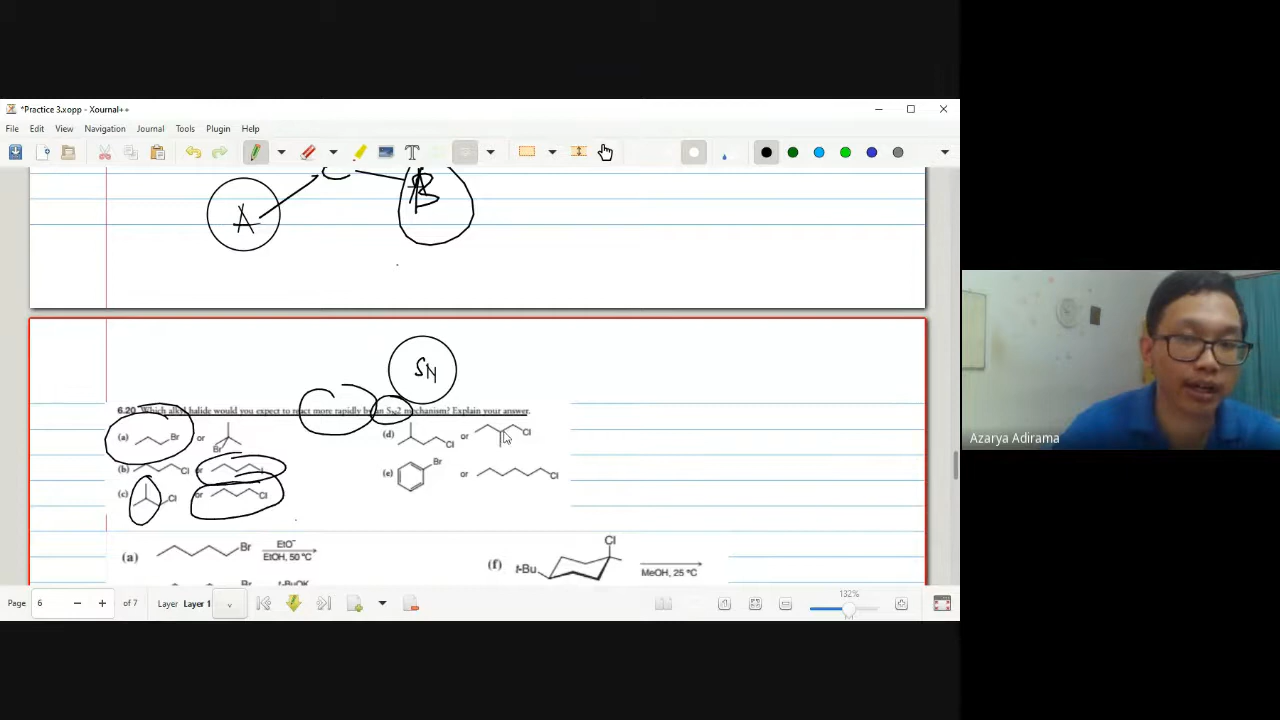 *Practice 3.xopp - Xournal++
File Edit View Navigation Journal Tools Plugin Help
A
B
SN
6.20 Which alkyl halide would you expect to react more rapidly by an SN2 mechanism? Explain your answer.
(a) Br or Br
(d) Cl or Cl
(b) Cl or I
(e) Br or Cl
(c) Cl or Cl
(a) Br EtO⁻
EtOH, 50 °C
(f) t-Bu Cl
MeOH, 25 °C
Br t-BuOK
Page 6 of 7 Layer Layer 1
132%
Azarya Adirama